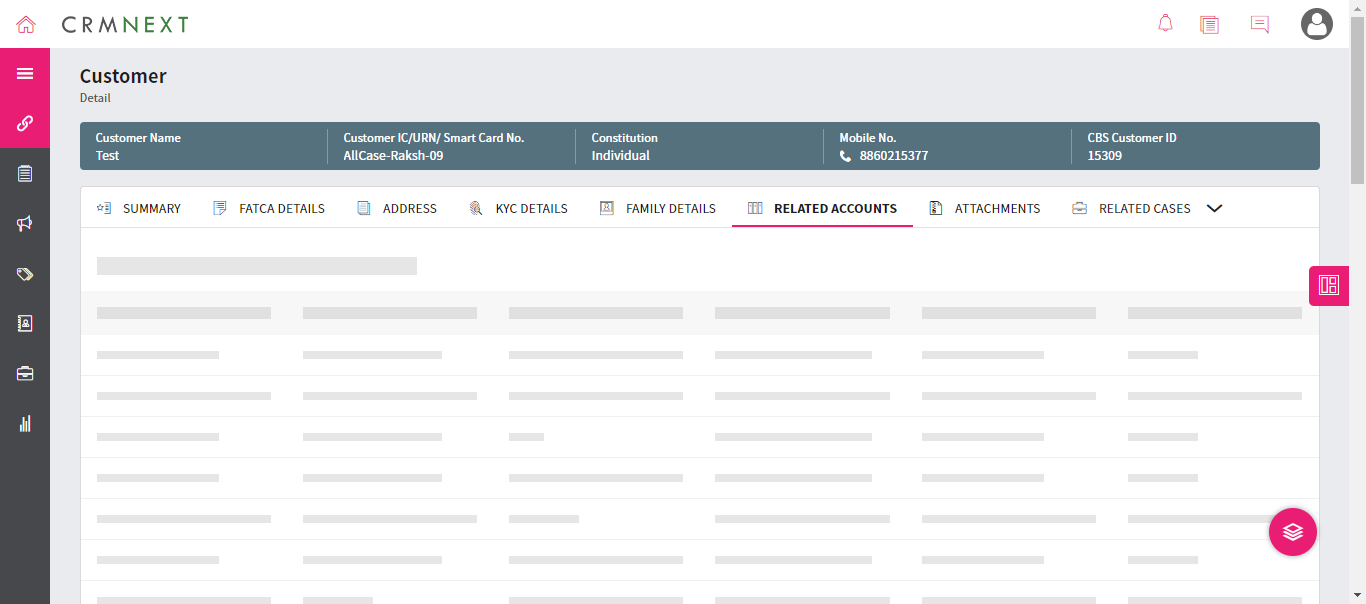 CRMNEXT
Customer
Detail
Customer Name
Test
Customer IC/URN/ Smart Card No.
AllCase-Raksh-09
Constitution
Individual
Mobile No.
8860215377
CBS Customer ID
15309
SUMMARY
FATCA DETAILS
ADDRESS
KYC DETAILS
FAMILY DETAILS
RELATED ACCOUNTS
ATTACHMENTS
RELATED CASES